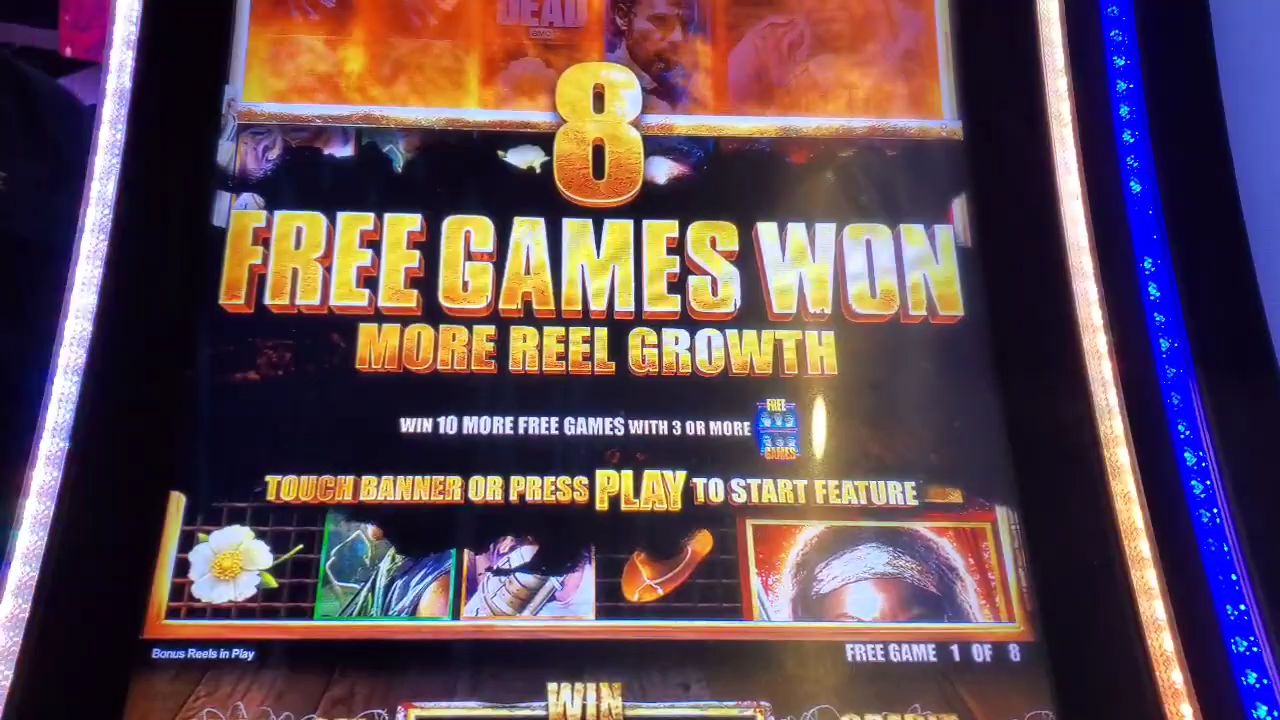 DEAD
amc
8
FREE GAMES WON
MORE REEL GROWTH
WIN 10 MORE FREE GAMES WITH 3 OR MORE
FREE
GAMES
TOUCH BANNER OR PRESS PLAY TO START FEATURE
Bonus Reels in Play
FREE GAME 1 OF 8
WIN